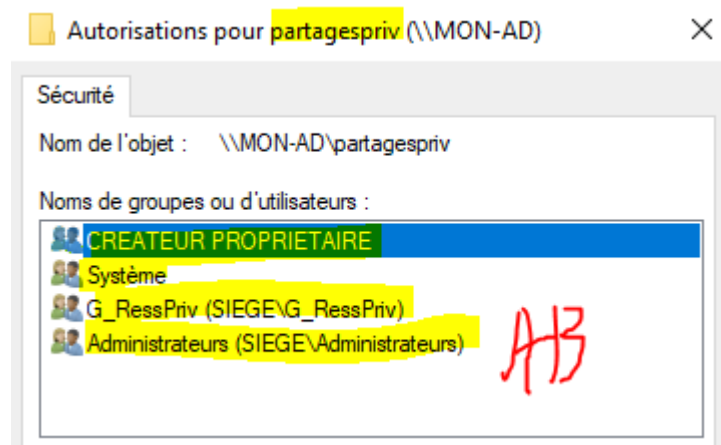 Autorisations pour partagespriv (\\MON-AD)
Sécurité
Nom de l'objet : \\MON-AD\partagespriv
Noms de groupes ou d'utilisateurs :
CREATEUR PROPRIETAIRE
Système
G_RessPriv (SIEGE\G_RessPriv)
Administrateurs (SIEGE\Administrateurs)
AB